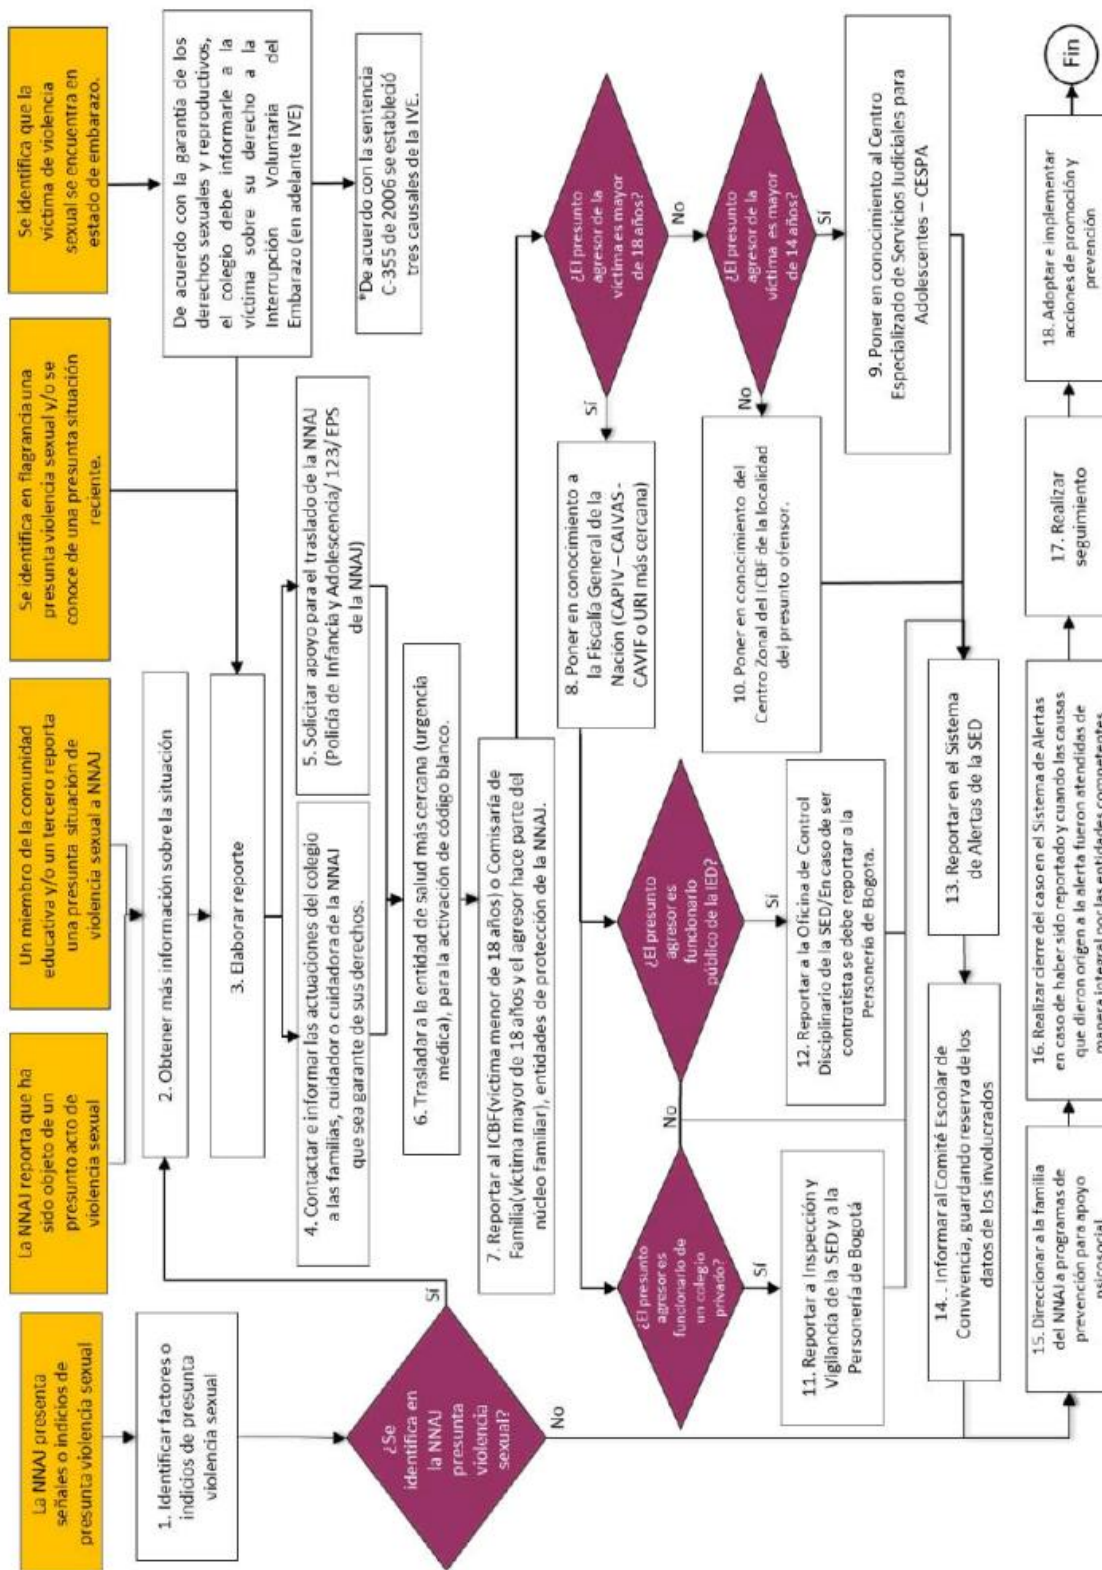 La NNAJ presenta
señales o indicios de
presunta violencia sexual
La NNAJ reporta que ha
sido objeto de un
presunto acto de
violencia sexual
Un miembro de la comunidad
educativa y/o un tercero reporta
una presunta situación de
violencia sexual a NNAJ
Se identifica en flagrancia una
presunta violencia sexual y/o se
conoce de una presunta situación
reciente.
Se identifica que la
víctima de violencia
sexual se encuentra en
estado de embarazo.
1. Identificar factores o
indicios de presunta
violencia sexual
2. Obtener más información sobre la situación
De acuerdo con la garantía de los
derechos sexuales y reproductivos,
el colegio debe informarle a la
víctima sobre su derecho a la
Interrupción Voluntaria del
Embarazo (en adelante IVE)
3. Elaborar reporte
*De acuerdo con la sentencia
C-355 de 2006 se estableció
tres causales de la IVE.
¿Se
identifica en
la NNAJ
presunta
violencia
sexual?
Sí
No
4. Contactar e informar las actuaciones del colegio
a las familias, cuidador o cuidadora de la NNAJ
que sea garante de sus derechos.
5. Solicitar apoyo para el traslado de la NNAJ
(Policía de Infancia y Adolescencia/ 123/ EPS
de la NNAJ)
6. Trasladar a la entidad de salud más cercana (urgencia
médica), para la activación de código blanco.
7. Reportar al ICBF(víctima menor de 18 años) o Comisaría de
Familia(víctima mayor de 18 años y el agresor hace parte del
núcleo familiar), entidades de protección de la NNAJ.
¿El presunto
agresor de la
víctima es mayor
de 18 años?
Sí
No
8. Poner en conocimiento a
la Fiscalía General de la
Nación (CAPIV – CAIVAS -
CAVIF o URI más cercana)
¿El presunto
agresor de la
víctima es mayor
de 14 años?
No
Sí
¿El presunto
agresor es
funcionario de
un colegio
privado?
Sí
No
¿El presunto
agresor es
funcionario
público de la IED?
Sí
10. Poner en conocimiento del
Centro Zonal del ICBF de la localidad
del presunto ofensor.
9. Poner en conocimiento al Centro
Especializado de Servicios Judiciales para
Adolescentes – CESPA
11. Reportar a Inspección y
Vigilancia de la SED y a la
Personería de Bogotá
12. Reportar a la Oficina de Control
Disciplinario de la SED/En caso de ser
contratista se debe reportar a la
Personería de Bogota.
13. Reportar en el Sistema
de Alertas de la SED
14. . Informar al Comité Escolar de
Convivencia, guardando reserva de los
datos de los involucrados
15. Direccionar a la familia
del NNAJ a programas de
prevención para apoyo
psicosocial
16. Realizar cierre del caso en el Sistema de Alertas
en caso de haber sido reportado y cuando las causas
que dieron origen a la alerta fueron atendidas de
manera integral por las entidades competentes
17. Realizar
seguimiento
18. Adoptar e implementar
acciones de promoción y
prevención
Fin